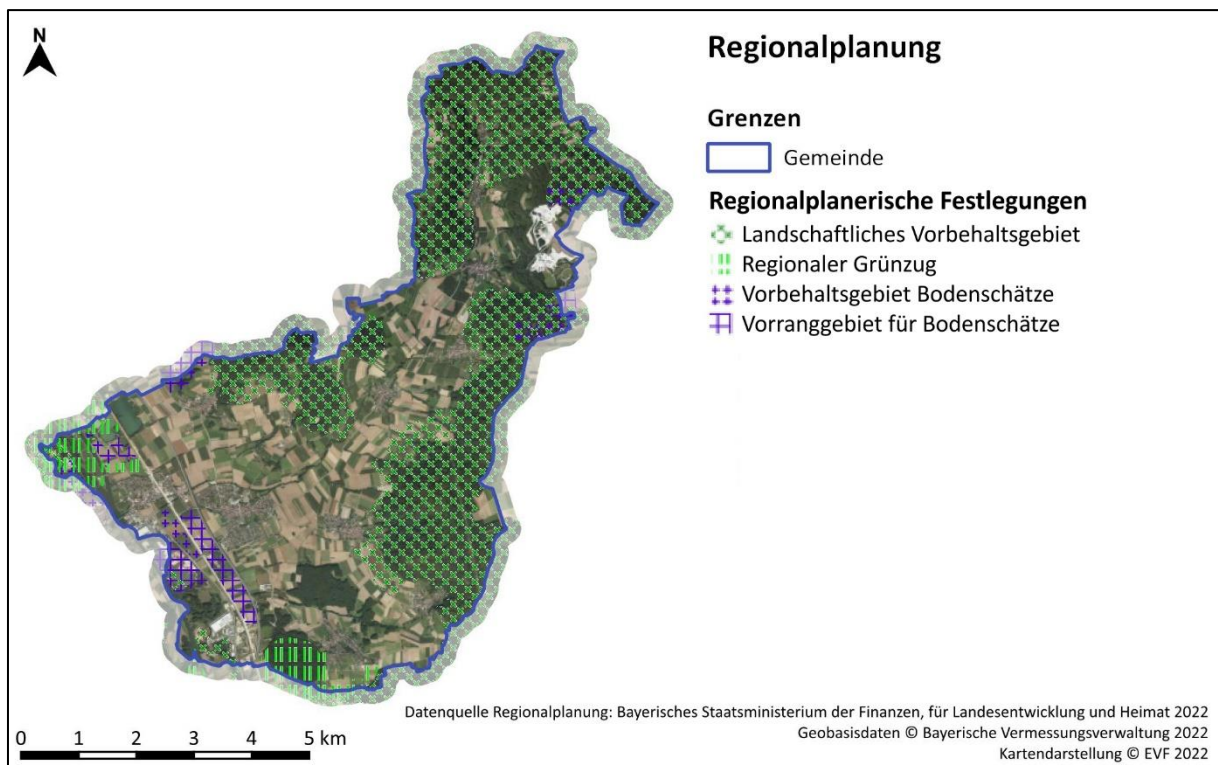 N
Regionalplanung
Grenzen
Gemeinde
Regionalplanerische Festlegungen
Landschaftliches Vorbehaltsgebiet
Regionaler Grünzug
Vorbehaltsgebiet Bodenschätze
Vorranggebiet für Bodenschätze
Datenquelle Regionalplanung: Bayerisches Staatsministerium der Finanzen, für Landesentwicklung und Heimat 2022
Geobasisdaten © Bayerische Vermessungsverwaltung 2022
Kartendarstellung © EVF 2022
0 1 2 3 4 5 km